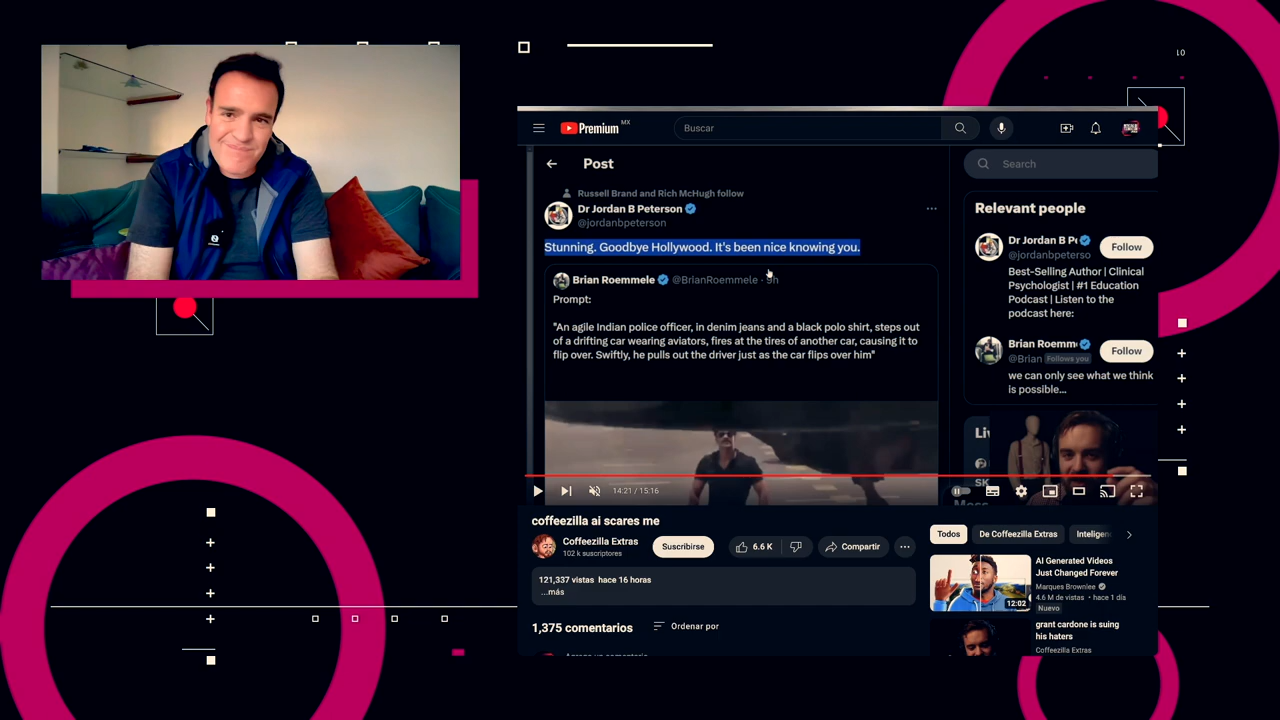 10
Premium MX
Buscar
Post
Search
Russell Brand and Rich McHugh follow
Dr Jordan B Peterson
@jordanbpeterson
Stunning. Goodbye Hollywood. It's been nice knowing you.
Brian Roemmele @BrianRoemmele · 9h
Prompt:
"An agile Indian police officer, in denim jeans and a black polo shirt, steps out
of a drifting car wearing aviators, fires at the tires of another car, causing it to
flip over. Swiftly, he pulls out the driver just as the car flips over him"
Relevant people
Dr Jordan B Pe
@jordanbpeterso
Follow
Best-Selling Author | Clinical
Psychologist | #1 Education
Podcast | Listen to the
podcast here:
Brian Roemm
@Brian Follows you
Follow
we can only see what we think
is possible...
Li
14:21 / 15:16
coffeezilla ai scares me
Coffeezilla Extras
102 k suscriptores
Suscribirse
6.6 K
Compartir
121,337 vistas hace 16 horas
...más
1,375 comentarios
Ordenar por
Todos
De Coffeezilla Extras
Inteligen
AI Generated Videos
Just Changed Forever
Marques Brownlee
4.6 M de vistas • hace 1 día
Nuevo
12:02
grant cardone is suing
his haters
Coffeezilla Extras